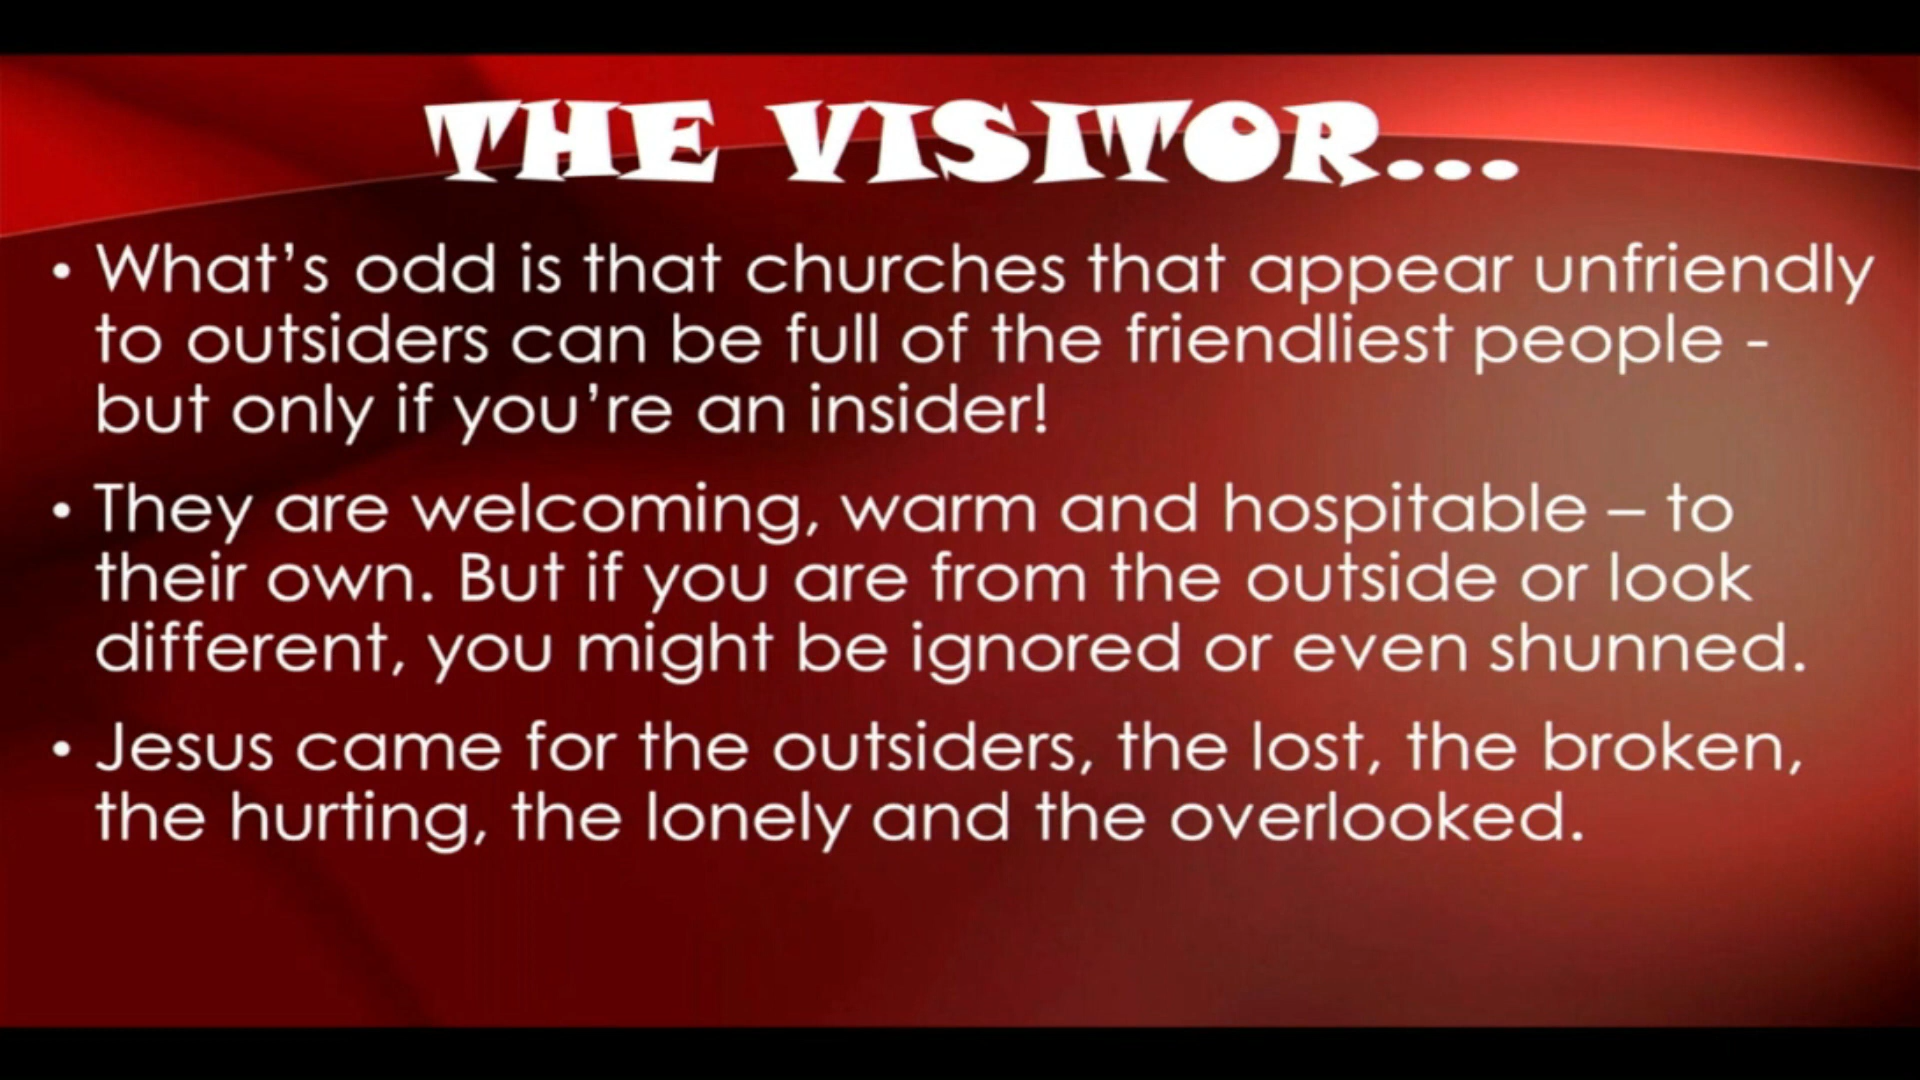 THE VISITOR...
• What's odd is that churches that appear unfriendly
to outsiders can be full of the friendliest people -
but only if you're an insider!
• They are welcoming, warm and hospitable – to
their own. But if you are from the outside or look
different, you might be ignored or even shunned.
• Jesus came for the outsiders, the lost, the broken,
the hurting, the lonely and the overlooked.